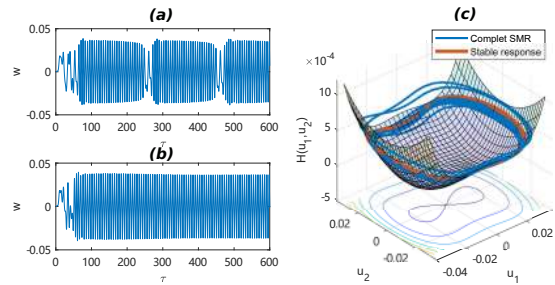 (a)
0.05
0
-0.05
w
0 100 200 300 400 500 600
τ
(b)
0.05
0
-0.05
w
0 100 200 300 400 500 600
τ
(c)
Complet SMR
Stable response
×10⁻⁴
10
5
0
-5
H(u₁,u₂)
0.02
0
-0.02
u₂
-0.04
-0.02
0
0.02
u₁